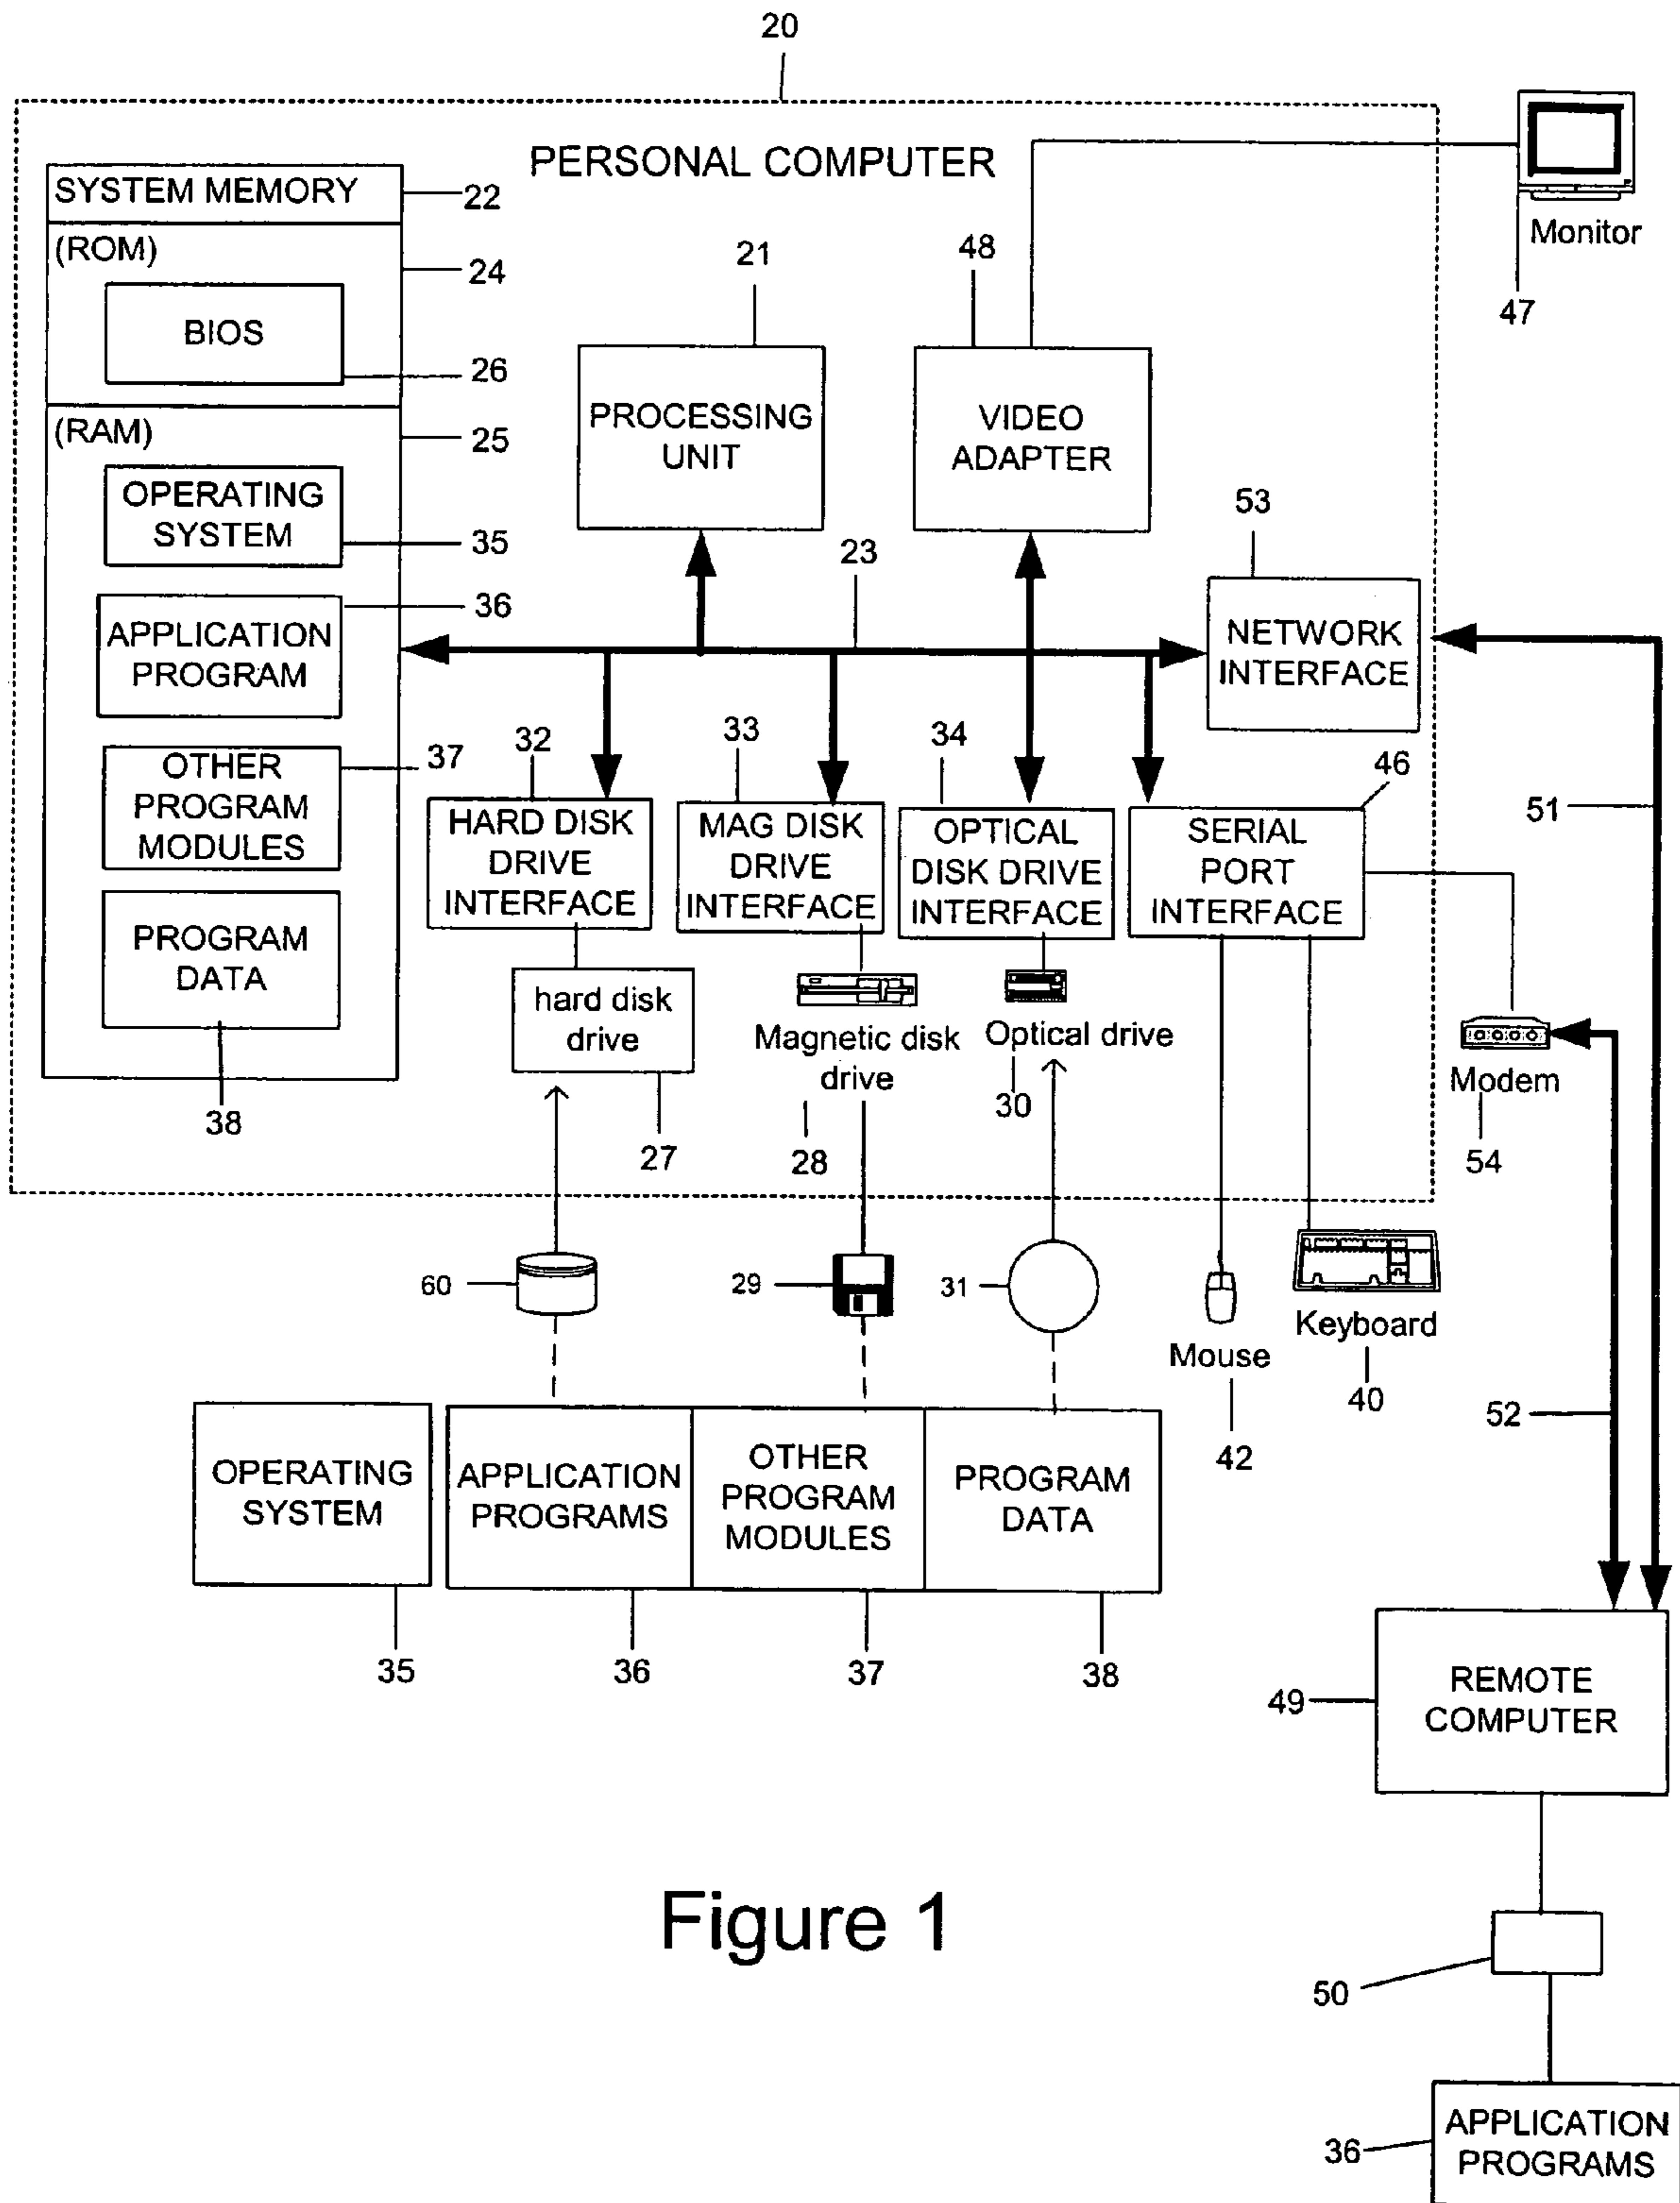 20
PERSONAL COMPUTER
Monitor
47
SYSTEM MEMORY
22
(ROM)
24
BIOS
26
(RAM)
25
OPERATING
SYSTEM
35
APPLICATION
PROGRAM
36
OTHER
PROGRAM
MODULES
37
PROGRAM
DATA
38
21
PROCESSING
UNIT
48
VIDEO
ADAPTER
23
53
NETWORK
INTERFACE
32
HARD DISK
DRIVE
INTERFACE
33
MAG DISK
DRIVE
INTERFACE
34
OPTICAL
DISK DRIVE
INTERFACE
46
SERIAL
PORT
INTERFACE
51
hard disk
drive
27
Magnetic disk
drive
28
Optical drive
30
Modem
54
60
29
31
Mouse
42
Keyboard
40
52
OPERATING
SYSTEM
35
APPLICATION
PROGRAMS
36
OTHER
PROGRAM
MODULES
37
PROGRAM
DATA
38
49
REMOTE
COMPUTER
50
36
APPLICATION
PROGRAMS
Figure 1